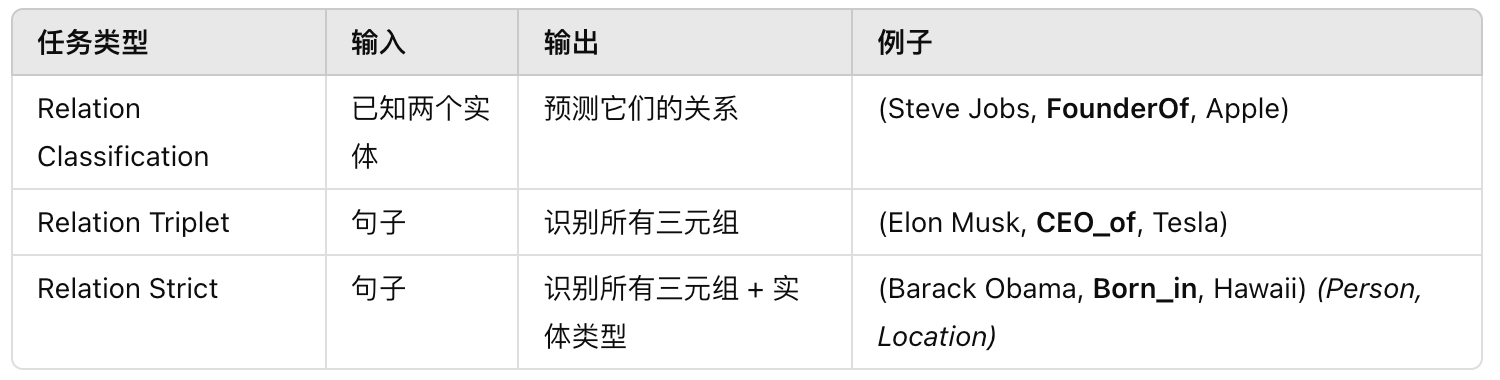 任务类型 输入 输出 例子
Relation 已知两个实 预测它们的关系 (Steve Jobs, FounderOf, Apple)
Classification 体
Relation Triplet 句子 识别所有三元组 (Elon Musk, CEO_of, Tesla)
Relation Strict 句子 识别所有三元组 + 实 (Barack Obama, Born_in, Hawaii) (Person,
体类型 Location)